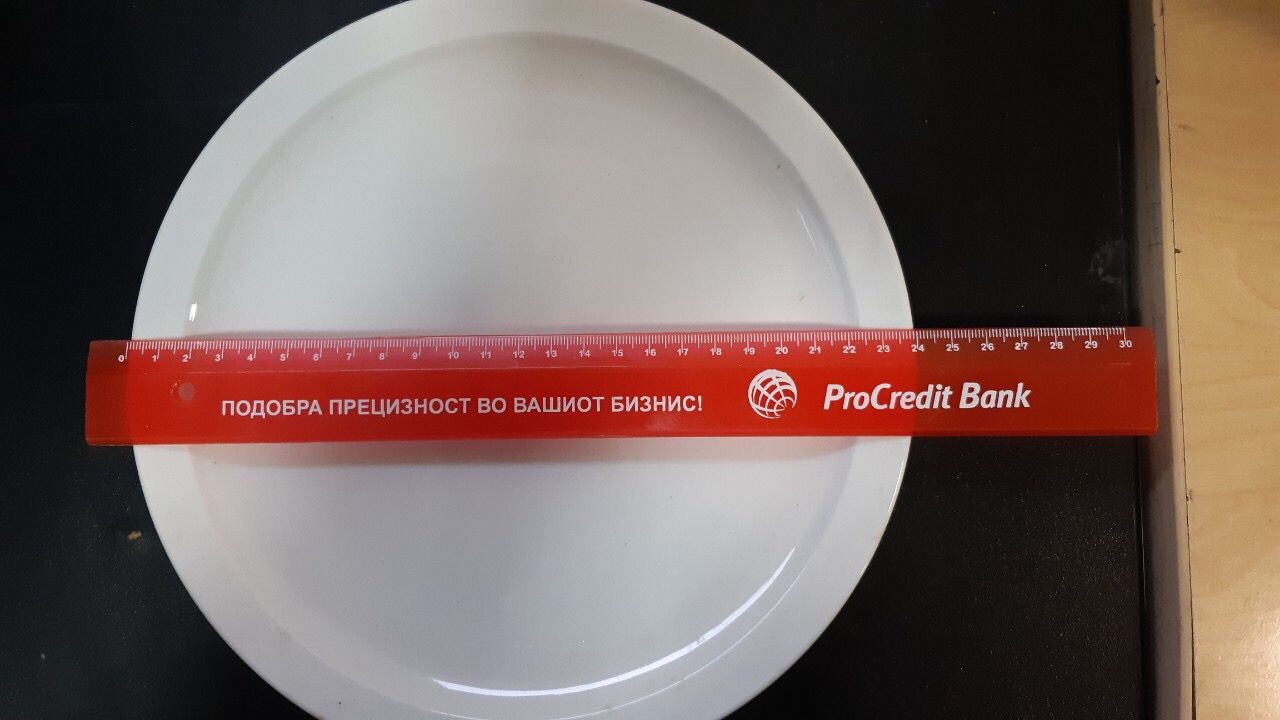 0 1 2 3 4 5 6 7 8 9 10 11 12 13 14 15 16 17 18 19 20 21 22 23 24 25 26 27 28 29 30
ПОДОБРА ПРЕЦИЗНОСТ ВО ВАШИОТ БИЗНИС! ProCredit Bank